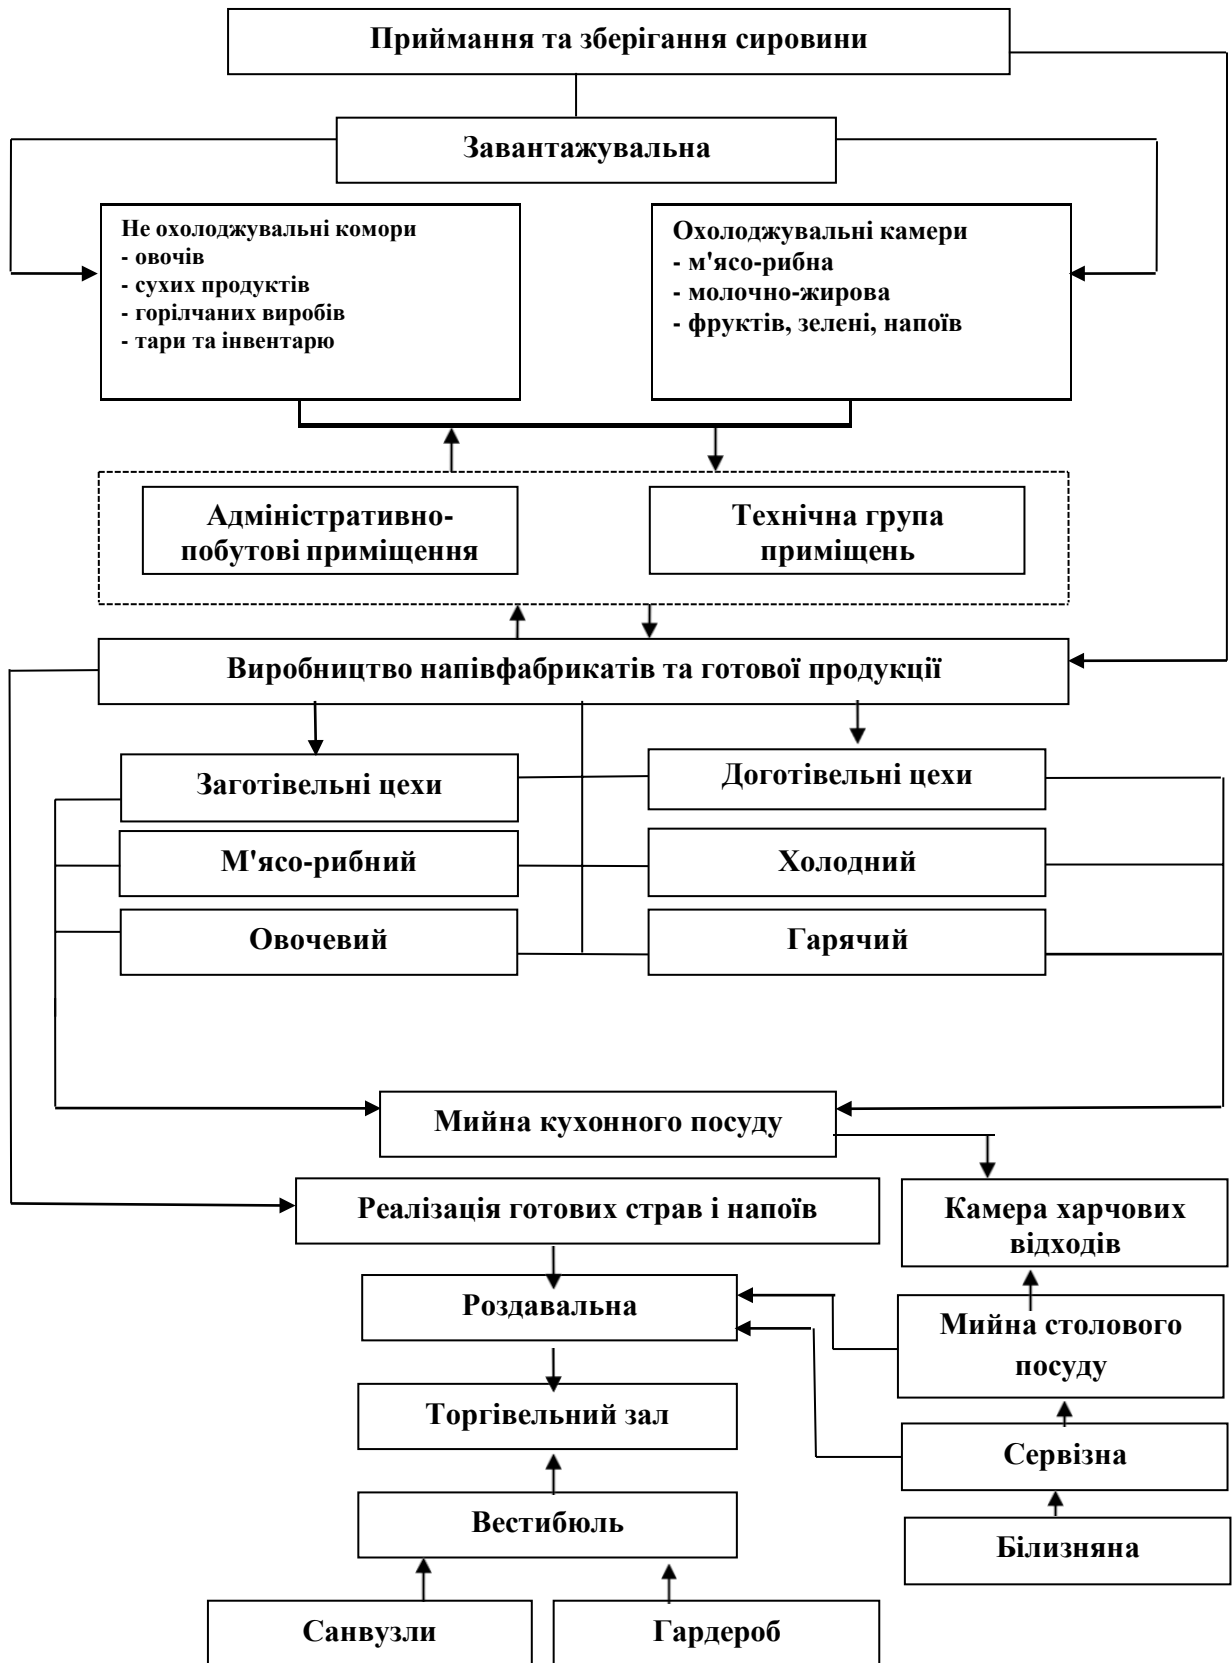 Приймання та зберігання сировини
Завантажувальна
Не охолоджувальні комори
- овочів
- сухих продуктів
- горілчаних виробів
- тари та інвентарю
Охолоджувальні камери
- м'ясо-рибна
- молочно-жирова
- фруктів, зелені, напоїв
Адміністративно-
побутові приміщення
Технічна група
приміщень
Виробництво напівфабрикатів та готової продукції
Заготівельні цехи
Доготівельні цехи
М'ясо-рибний
Холодний
Овочевий
Гарячий
Мийна кухонного посуду
Реалізація готових страв і напоїв
Камера харчових
відходів
Роздавальна
Мийна столового
посуду
Торгівельний зал
Сервізна
Вестибюль
Білизняна
Санвузли
Гардероб